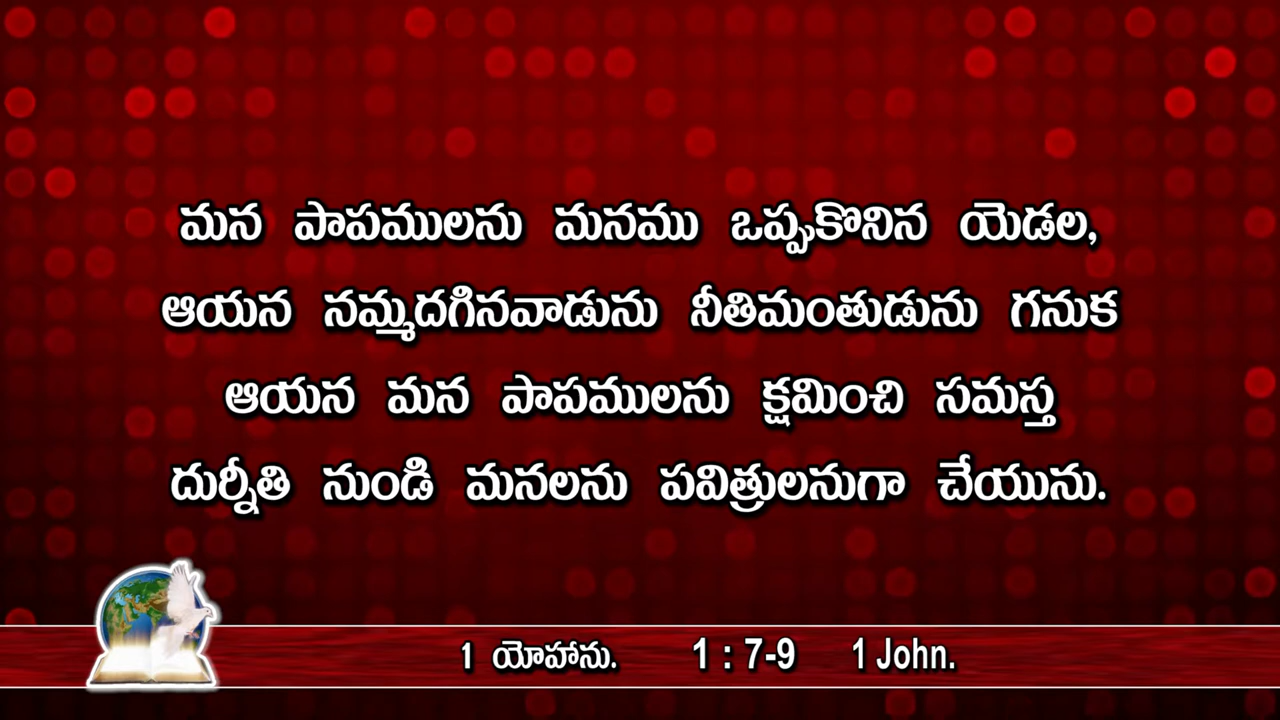 మన పాపములను మనము ఒప్పుకొనిన యెడల,
ఆయన నమ్మదగినవాడును నీతిమంతుడును గనుక
ఆయన మన పాపములను క్షమించి సమస్త
దుర్నీతి నుండి మనలను పవిత్రులనుగా చేయును.
1 యోహాను. 1 : 7-9 1 John.